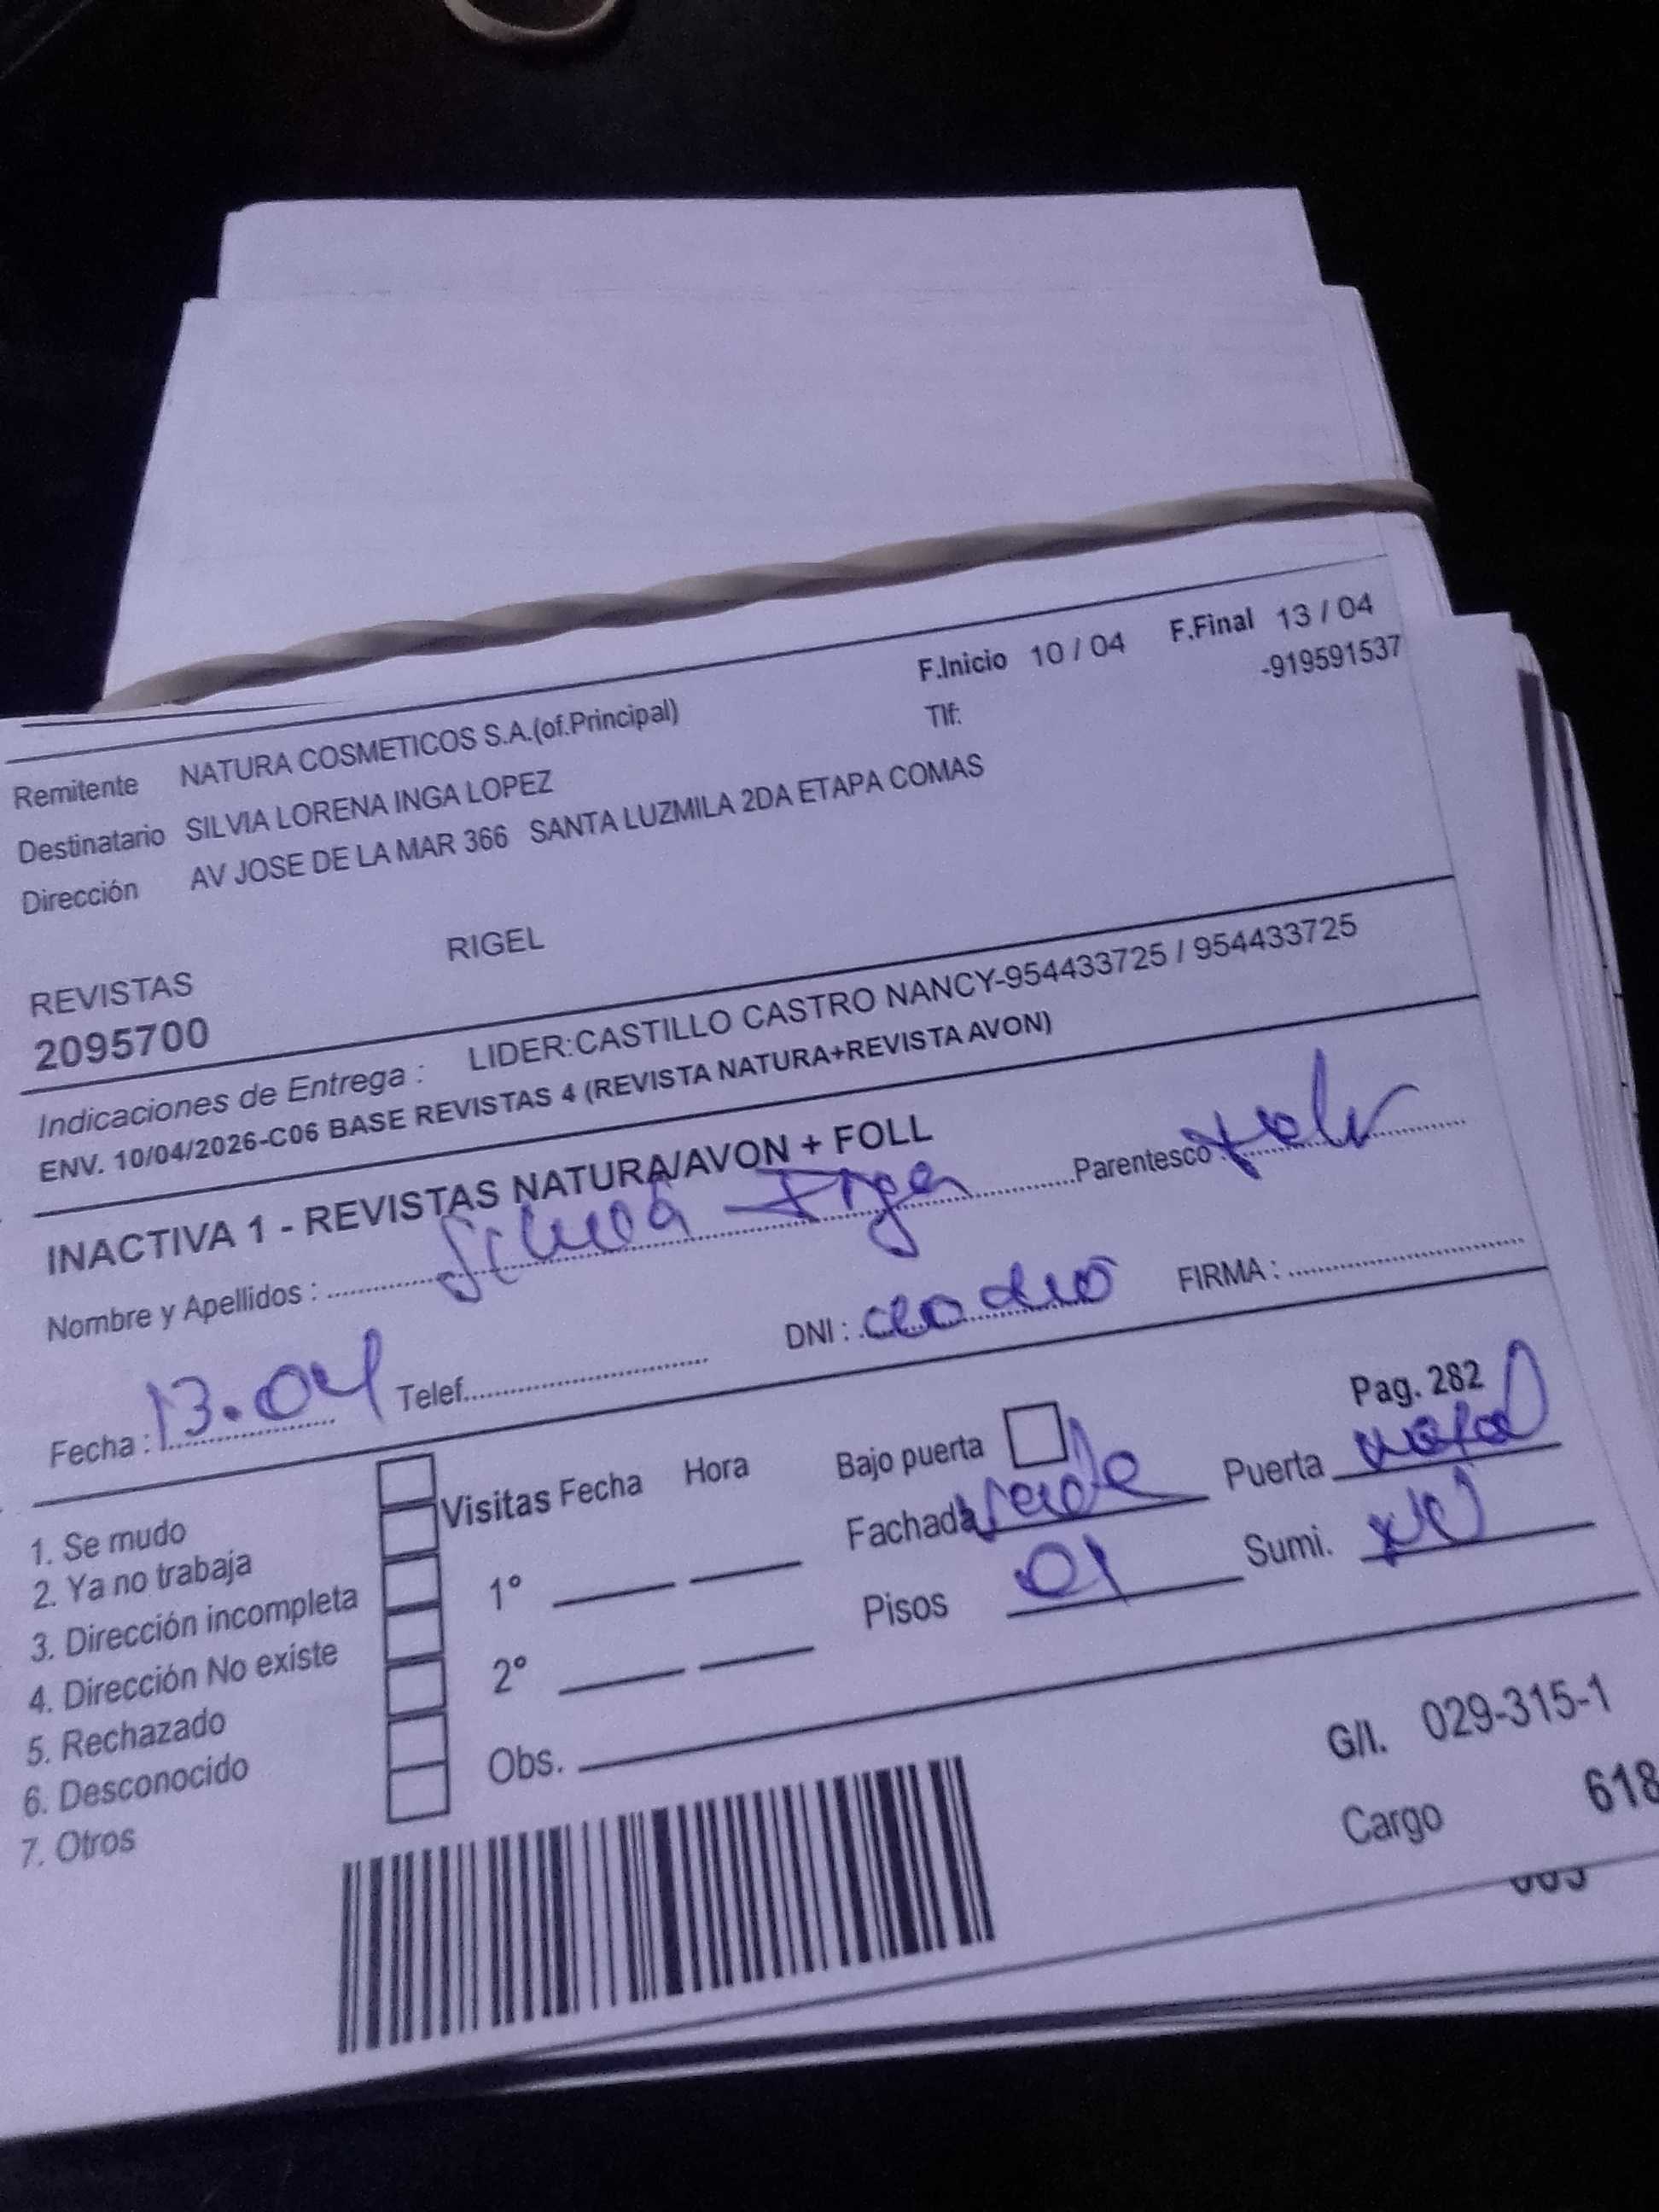 F.Inicio 10 / 04 F.Final 13 / 04
Remitente NATURA COSMETICOS S.A.(of.Principal) Tlf: -919591537
Destinatario SILVIA LORENA INGA LOPEZ
Dirección AV JOSE DE LA MAR 366 SANTA LUZMILA 2DA ETAPA COMAS
REVISTAS RIGEL
2095700
Indicaciones de Entrega : LIDER:CASTILLO CASTRO NANCY-954433725 / 954433725
ENV. 10/04/2026-C06 BASE REVISTAS 4 (REVISTA NATURA+REVISTA AVON)
INACTIVA 1 - REVISTAS NATURA/AVON + FOLL
Nombre y Apellidos : Silvia Inga Parentesco
Fecha : 13.04 Telef. DNI : FIRMA :
Pag. 282
Visitas Fecha Hora Bajo puerta
1. Se mudo Fachada Verde Puerta
2. Ya no trabaja
3. Dirección incompleta 1° Pisos 01 Sumi.
4. Dirección No existe 2°
5. Rechazado
6. Desconocido Obs.
7. Otros
G/I. 029-315-1
Cargo 618